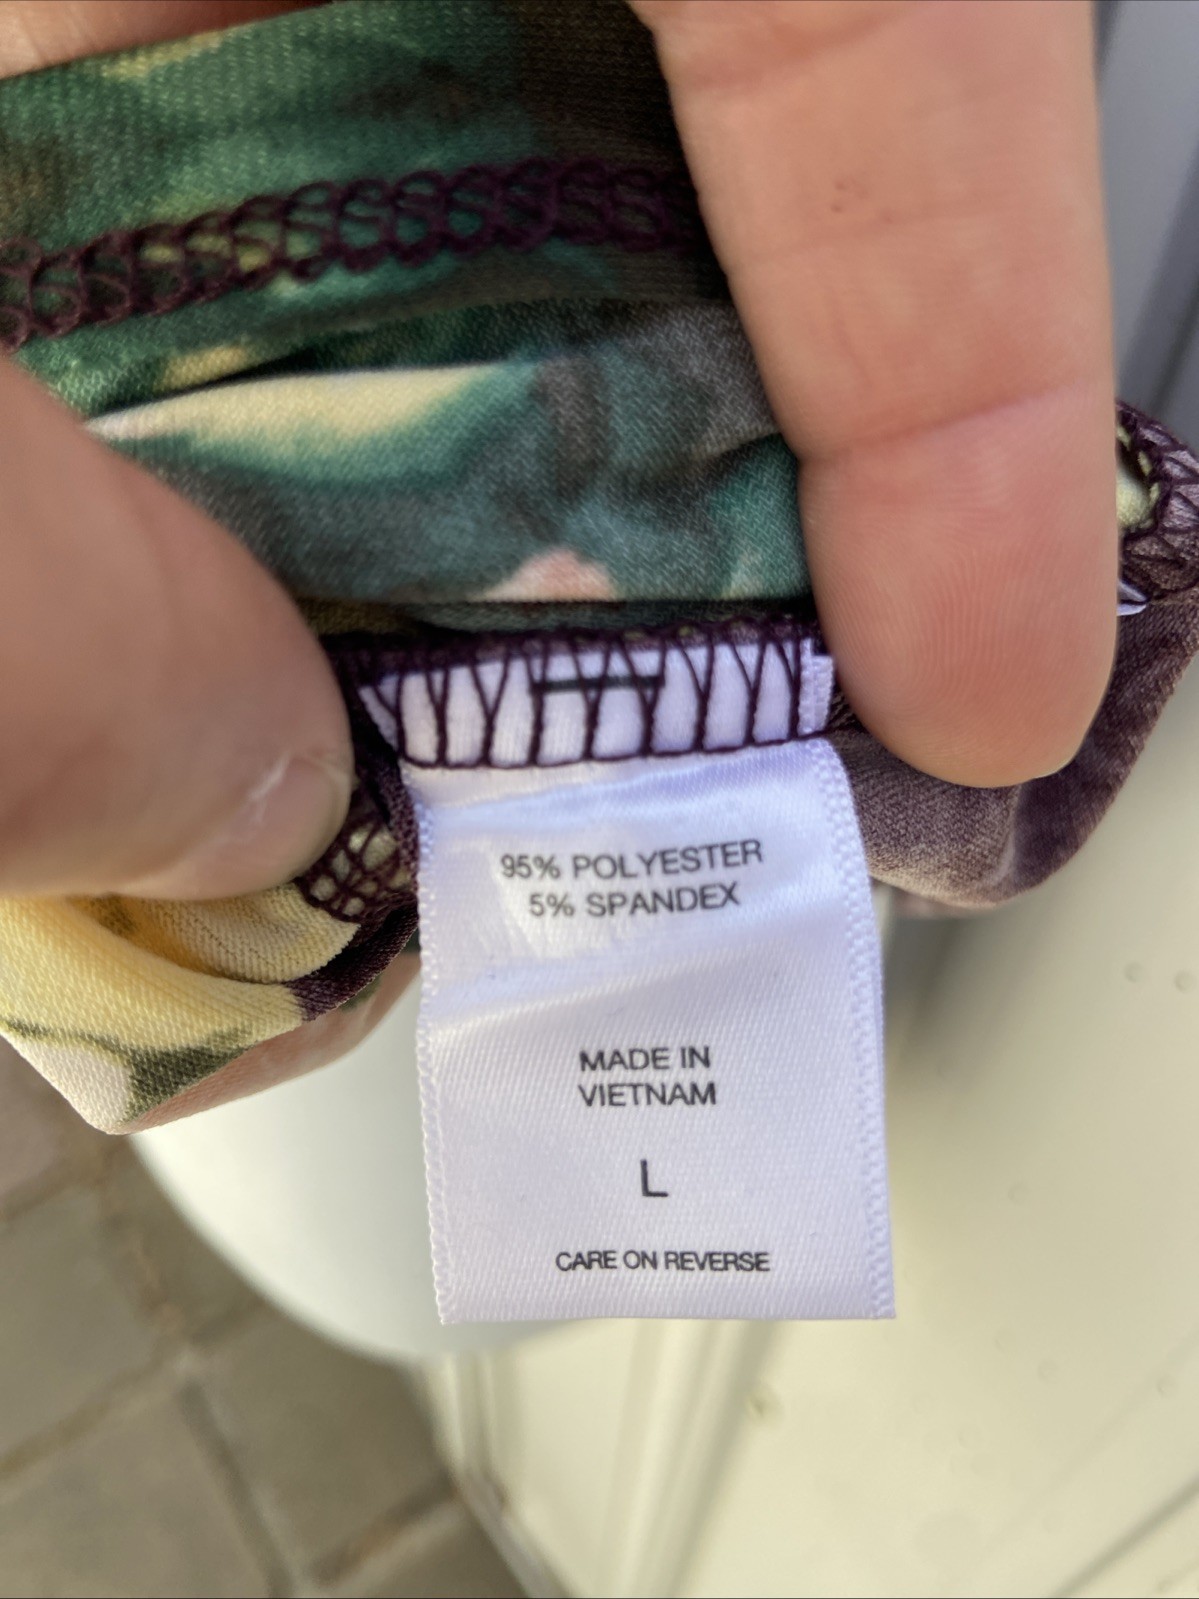 95% POLYESTER
5% SPANDEX
MADE IN
VIETNAM
L
CARE ON REVERSE